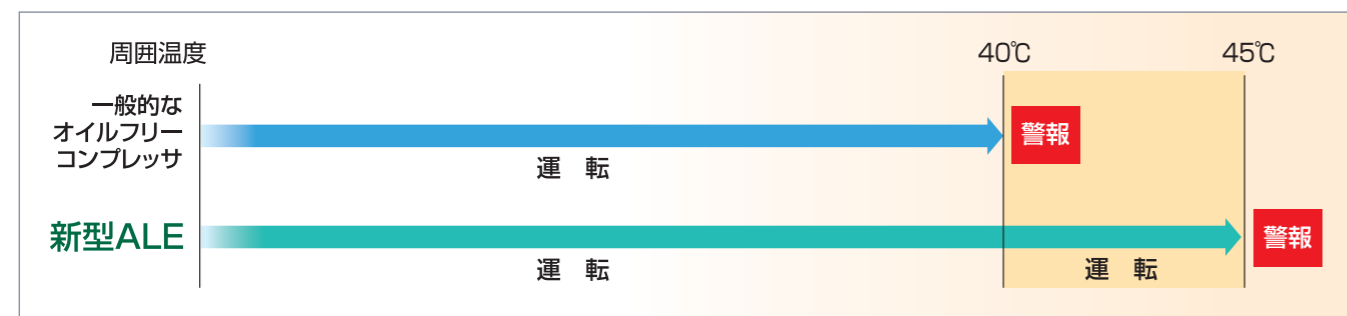 周囲温度 40℃ 45℃
一般的な
オイルフリー
コンプレッサ
警報
運 転
新型ALE
警報
運 転 運 転